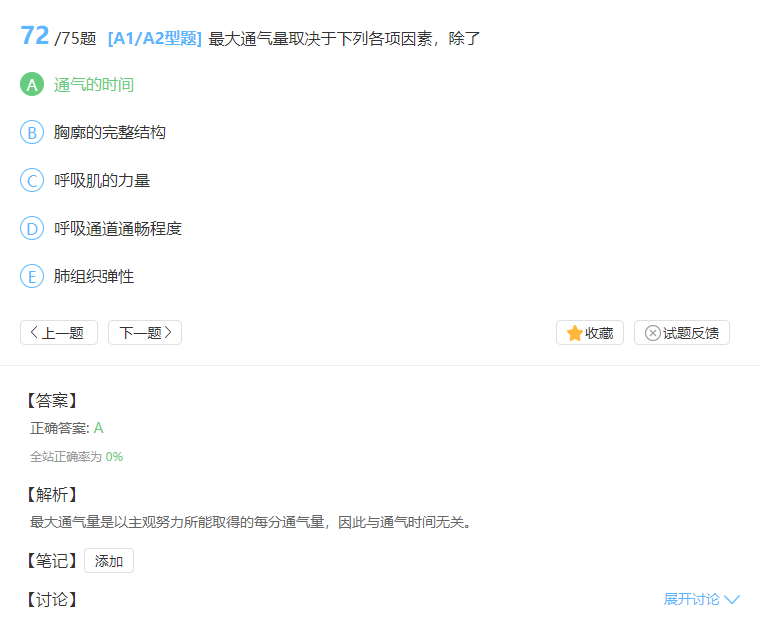 72 /75题 [A1/A2型题] 最大通气量取决于下列各项因素，除了
A 通气的时间
B 胸廓的完整结构
C 呼吸肌的力量
D 呼吸通道通畅程度
E 肺组织弹性
上一题 下一题 收藏 试题反馈
【答案】
正确答案: A
全站正确率为 0%
【解析】
最大通气量是以主观努力所能取得的每分通气量，因此与通气时间无关。
【笔记】 添加
【讨论】 展开讨论